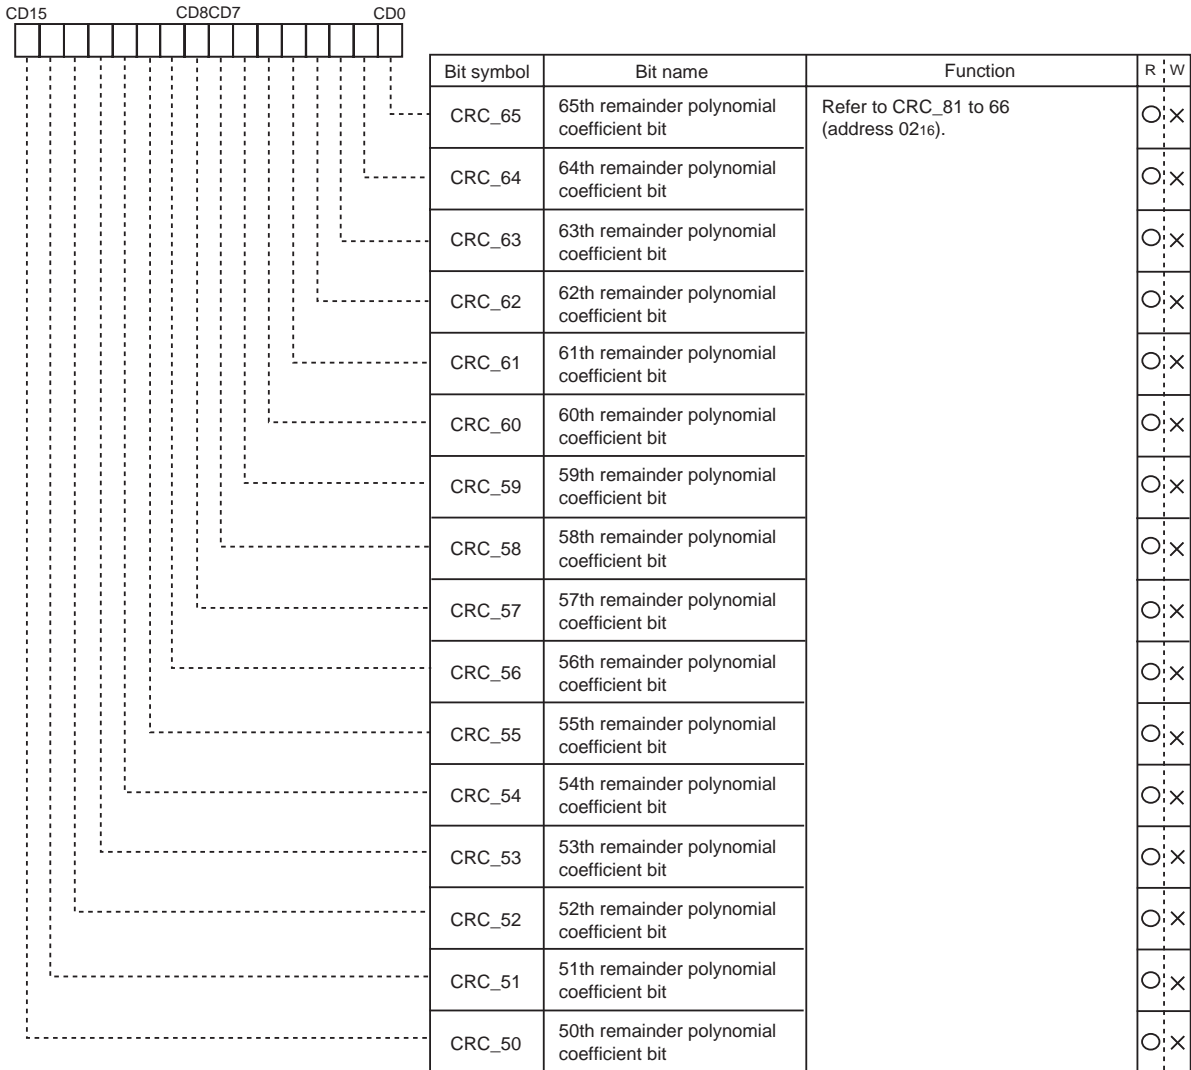 CD15 CD8CD7 CD0
Bit symbol Bit name Function R W
CRC_65 65th remainder polynomial coefficient bit Refer to CRC_81 to 66 (address 0216).
CRC_64 64th remainder polynomial coefficient bit ○ ×
CRC_63 63th remainder polynomial coefficient bit ○ ×
CRC_62 62th remainder polynomial coefficient bit ○ ×
CRC_61 61th remainder polynomial coefficient bit ○ ×
CRC_60 60th remainder polynomial coefficient bit ○ ×
CRC_59 59th remainder polynomial coefficient bit ○ ×
CRC_58 58th remainder polynomial coefficient bit ○ ×
CRC_57 57th remainder polynomial coefficient bit ○ ×
CRC_56 56th remainder polynomial coefficient bit ○ ×
CRC_55 55th remainder polynomial coefficient bit ○ ×
CRC_54 54th remainder polynomial coefficient bit ○ ×
CRC_53 53th remainder polynomial coefficient bit ○ ×
CRC_52 52th remainder polynomial coefficient bit ○ ×
CRC_51 51th remainder polynomial coefficient bit ○ ×
CRC_50 50th remainder polynomial coefficient bit ○ ×